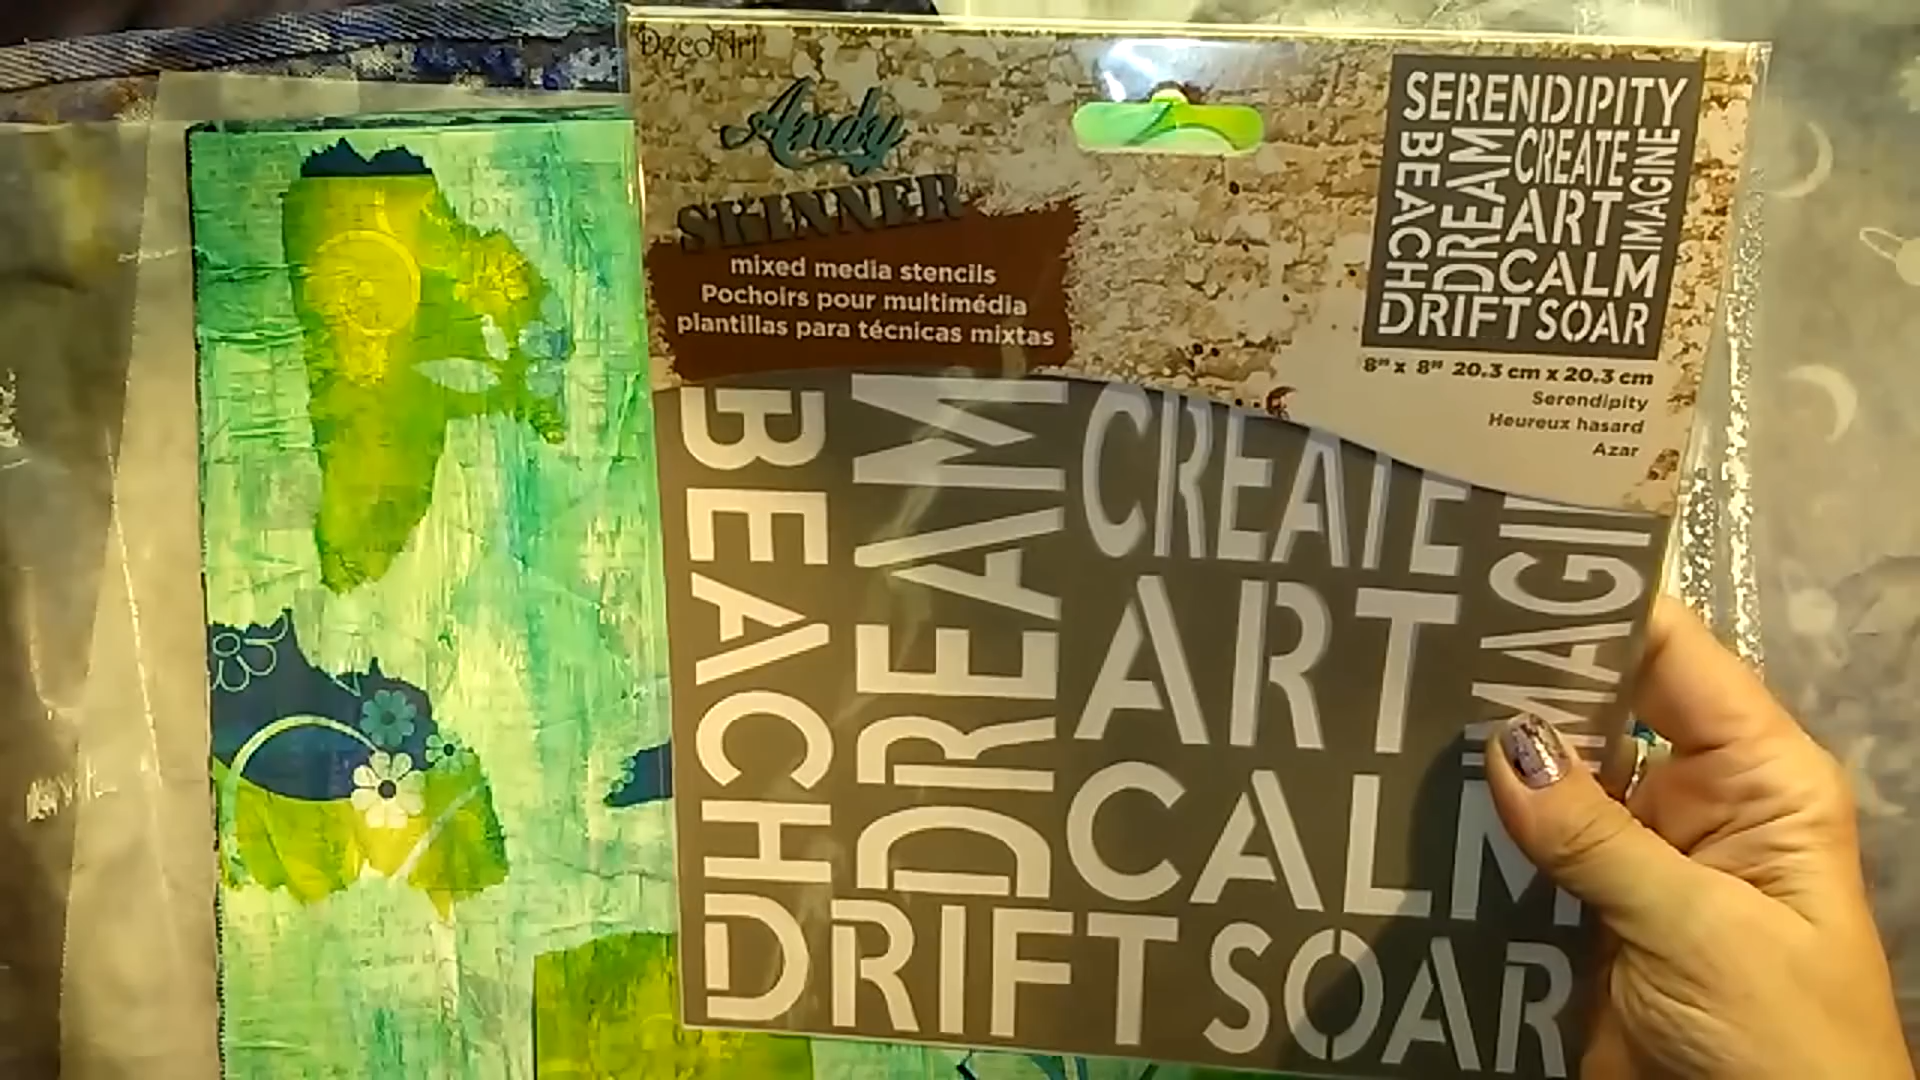 DecoArt
Andy
SKINNER
mixed media stencils
Pochoirs pour multimédia
plantillas para técnicas mixtas
SERENDIPITY
BEACH
DREAM
CREATE
IMAGINE
ART
CALM
DRIFT SOAR
8" x 8" 20.3 cm x 20.3 cm
Serendipity
Heureux hasard
Azar
BEACH
DREAM
CREATE
IMAGI
ART
CALM
DRIFT SOAR